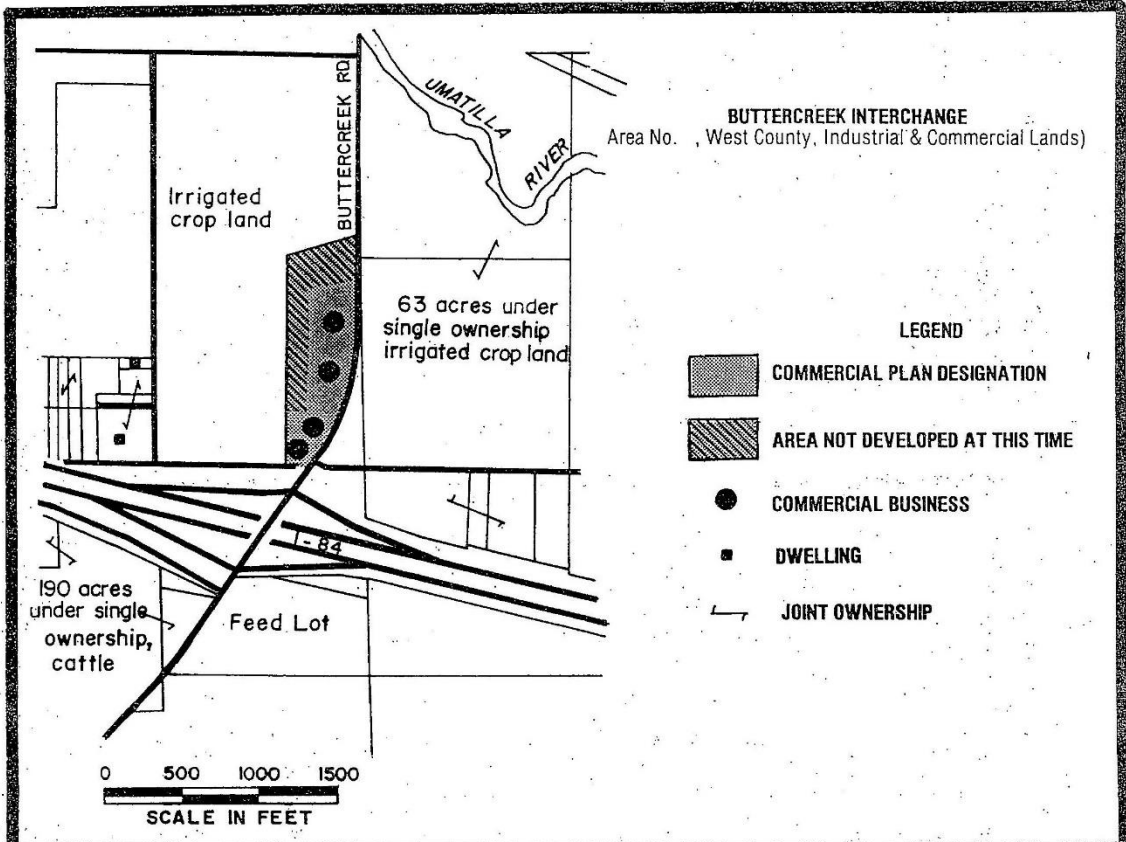 BUTTERCREEK INTERCHANGE
Area No. , West County, Industrial & Commercial Lands)
UMATILLA
RIVER
BUTTERCREEK RD.
Irrigated
crop land
63 acres under
single ownership
irrigated crop land
LEGEND
COMMERCIAL PLAN DESIGNATION
AREA NOT DEVELOPED AT THIS TIME
COMMERCIAL BUSINESS
DWELLING
JOINT OWNERSHIP
I-84
190 acres
under single
ownership,
cattle
Feed Lot
0 500 1000 1500
SCALE IN FEET